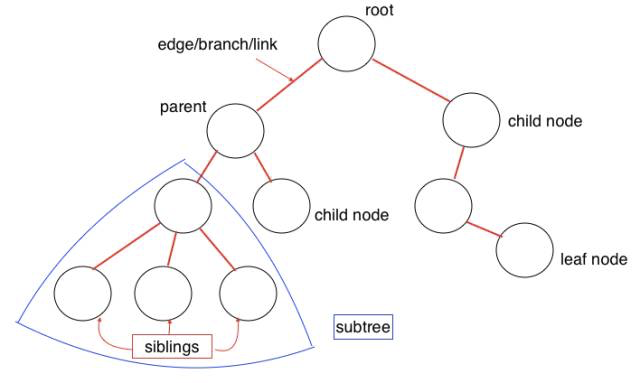 root
edge/branch/link
parent
child node
child node
leaf node
subtree
siblings